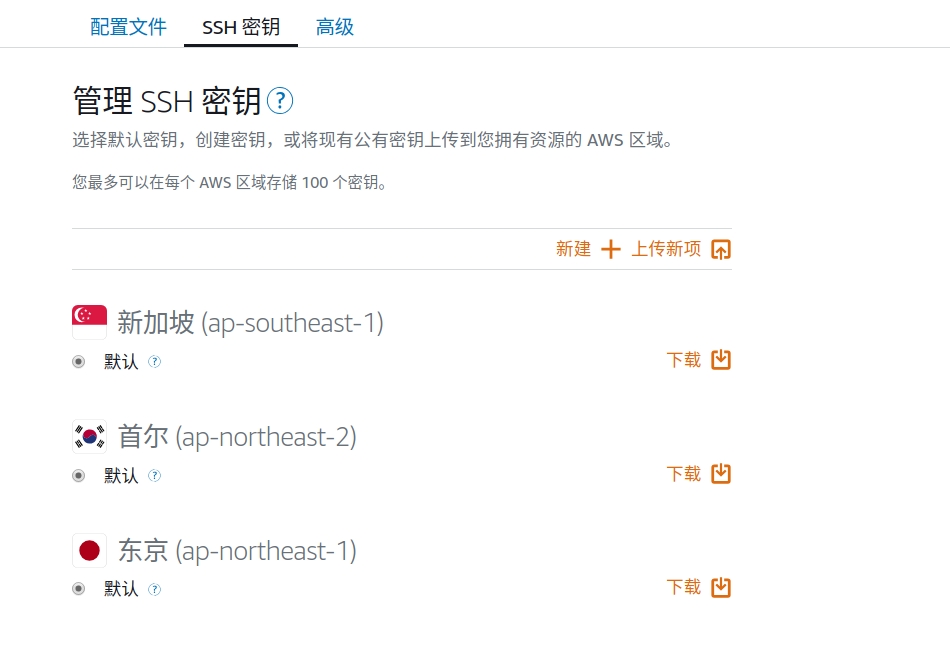 配置文件 SSH 密钥 高级
管理 SSH 密钥 ?
选择默认密钥，创建密钥，或将现有公有密钥上传到您拥有资源的 AWS 区域。
您最多可以在每个 AWS 区域存储 100 个密钥。
新建 上传新项
新加坡 (ap-southeast-1)
默认 ? 下载
首尔 (ap-northeast-2)
默认 ? 下载
东京 (ap-northeast-1)
默认 ? 下载